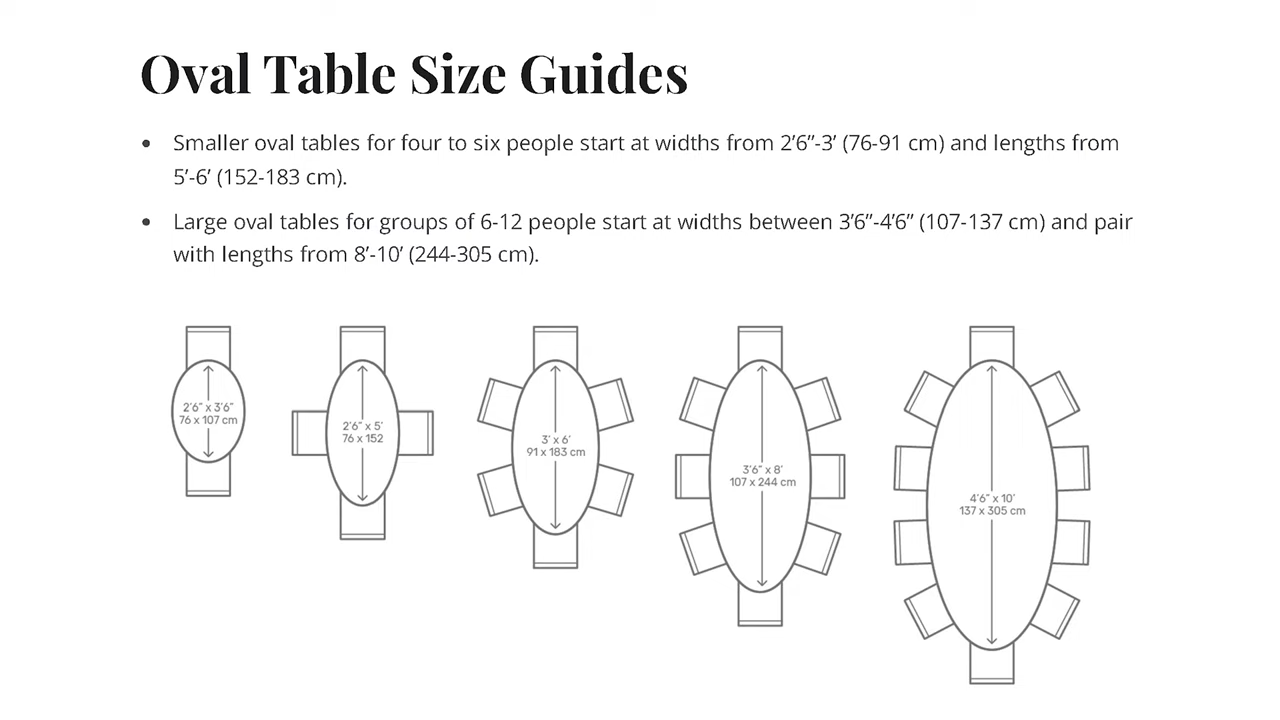 Oval Table Size Guides
• Smaller oval tables for four to six people start at widths from 2’6”-3’ (76-91 cm) and lengths from
5’-6’ (152-183 cm).
• Large oval tables for groups of 6-12 people start at widths between 3’6”-4’6” (107-137 cm) and pair
with lengths from 8’-10’ (244-305 cm).
2’6” x 3’6”
76 x 107 cm
2’6” x 5’
76 x 152
3’ x 6’
91 x 183 cm
3’6” x 8’
107 x 244 cm
4’6” x 10’
137 x 305 cm